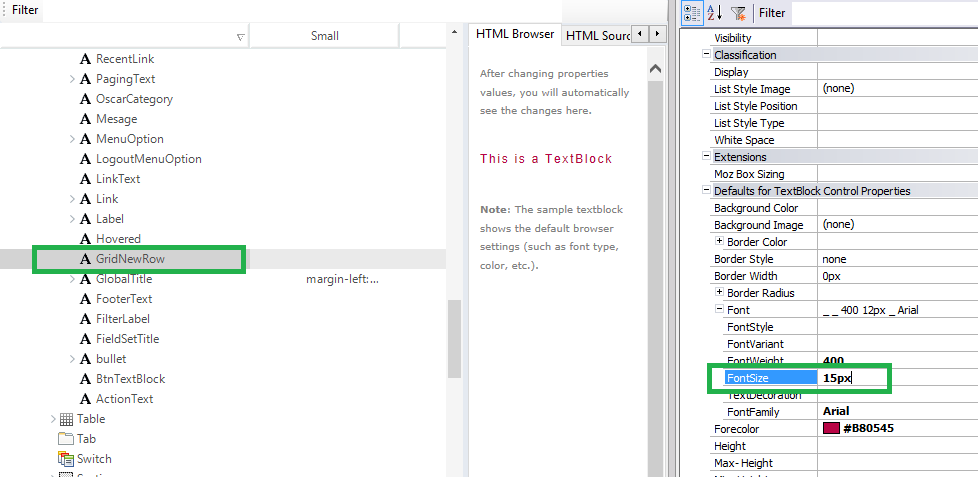 Filter
Small
RecentLink
PagingText
OscarCategory
Mesage
MenuOption
LogoutMenuOption
LinkText
Link
Label
Hovered
GridNewRow
GlobalTitle margin-left:...
FooterText
FilterLabel
FieldSetTitle
bullet
BtnTextBlock
ActionText
Table
Tab
Switch
HTML Browser HTML Sourc
After changing properties
values, you will automatically
see the changes here.
This is a TextBlock
Note: The sample textblock
shows the default browser
settings (such as font type,
color, etc.).
Filter
Visibility
Classification
Display
List Style Image (none)
List Style Position
List Style Type
White Space
Extensions
Moz Box Sizing
Defaults for TextBlock Control Properties
Background Color
Background Image (none)
Border Color
Border Style none
Border Width 0px
Border Radius
Font _ _ 400 12px _ Arial
FontStyle
FontVariant
FontWeight 400
FontSize 15px
TextDecoration
FontFamily Arial
Forecolor #B80545
Height
Max- Height